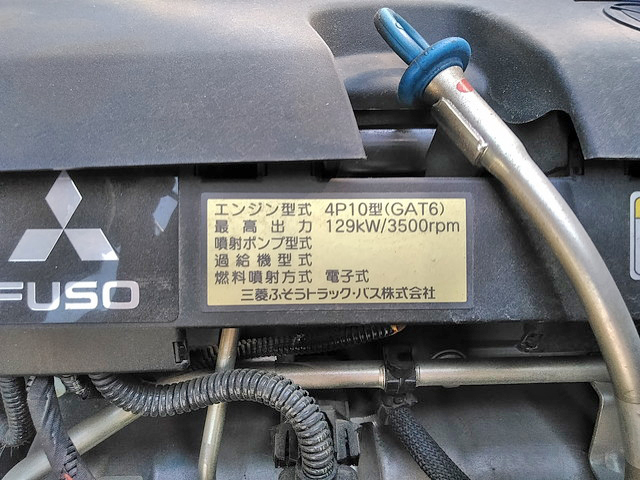 エンジン型式 4P10型(GAT6)
最高出力 129kW/3500rpm
噴射ポンプ型式
過給機型式
燃料噴射方式 電子式
三菱ふそうトラック・バス株式会社
FUSO